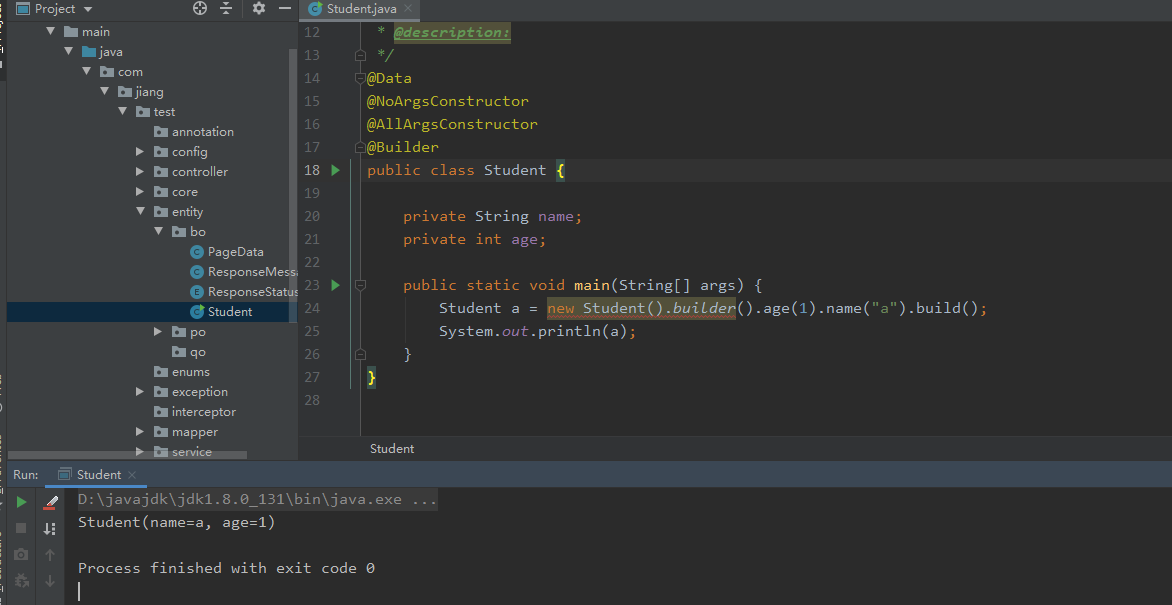 Project
main
java
com
jiang
test
annotation
config
controller
core
entity
bo
PageData
ResponseMessa
ResponseStatus
Student
po
qo
enums
exception
interceptor
mapper
service
Student.java
12 * @description:
13 */
14 @Data
15 @NoArgsConstructor
16 @AllArgsConstructor
17 @Builder
18 public class Student {
19
20 private String name;
21 private int age;
22
23 public static void main(String[] args) {
24 Student a = new Student().builder().age(1).name("a").build();
25 System.out.println(a);
26 }
27 }
28
Student
Run: Student
D:\javajdk\jdk1.8.0_131\bin\java.exe ...
Student(name=a, age=1)
Process finished with exit code 0